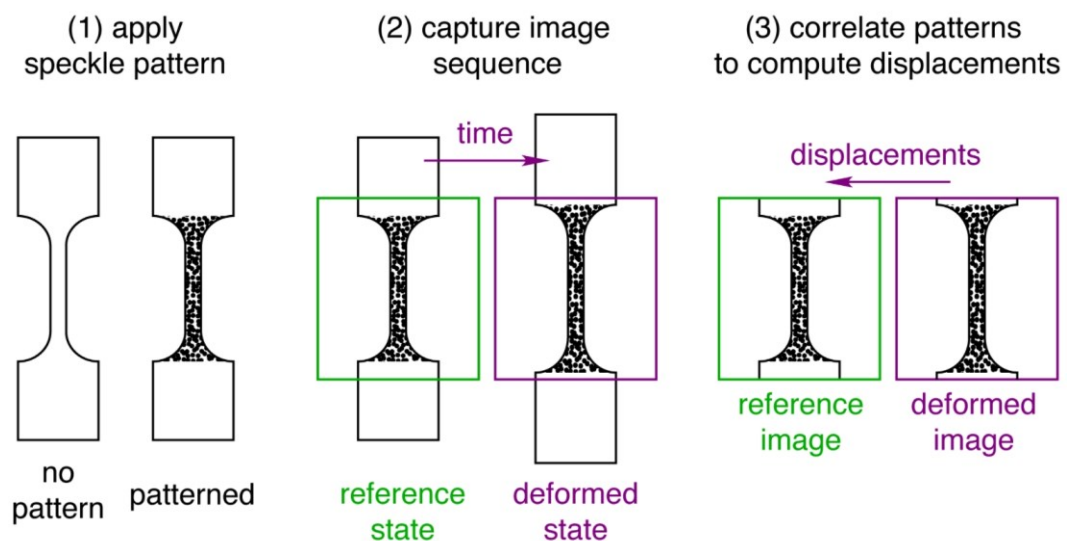 (1) apply
speckle pattern
(2) capture image
sequence
(3) correlate patterns
to compute displacements
time
displacements
no
pattern
patterned
reference
state
deformed
state
reference
image
deformed
image